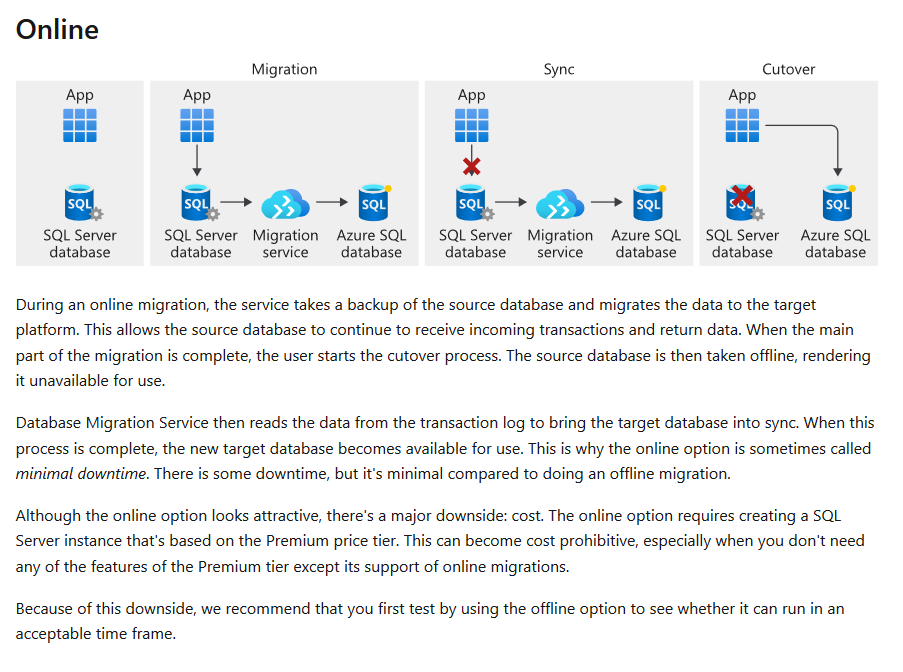 Online
Migration
Sync
Cutover
App
App
App
App
SQL
SQL
SQL
SQL
SQL
SQL
SQL
SQL Server
database
SQL Server
database
Migration
service
Azure SQL
database
SQL Server
database
Migration
service
Azure SQL
database
SQL Server
database
Azure SQL
database
During an online migration, the service takes a backup of the source database and migrates the data to the target
platform. This allows the source database to continue to receive incoming transactions and return data. When the main
part of the migration is complete, the user starts the cutover process. The source database is then taken offline, rendering
it unavailable for use.
Database Migration Service then reads the data from the transaction log to bring the target database into sync. When this
process is complete, the new target database becomes available for use. This is why the online option is sometimes called
minimal downtime. There is some downtime, but it's minimal compared to doing an offline migration.
Although the online option looks attractive, there's a major downside: cost. The online option requires creating a SQL
Server instance that's based on the Premium price tier. This can become cost prohibitive, especially when you don't need
any of the features of the Premium tier except its support of online migrations.
Because of this downside, we recommend that you first test by using the offline option to see whether it can run in an
acceptable time frame.